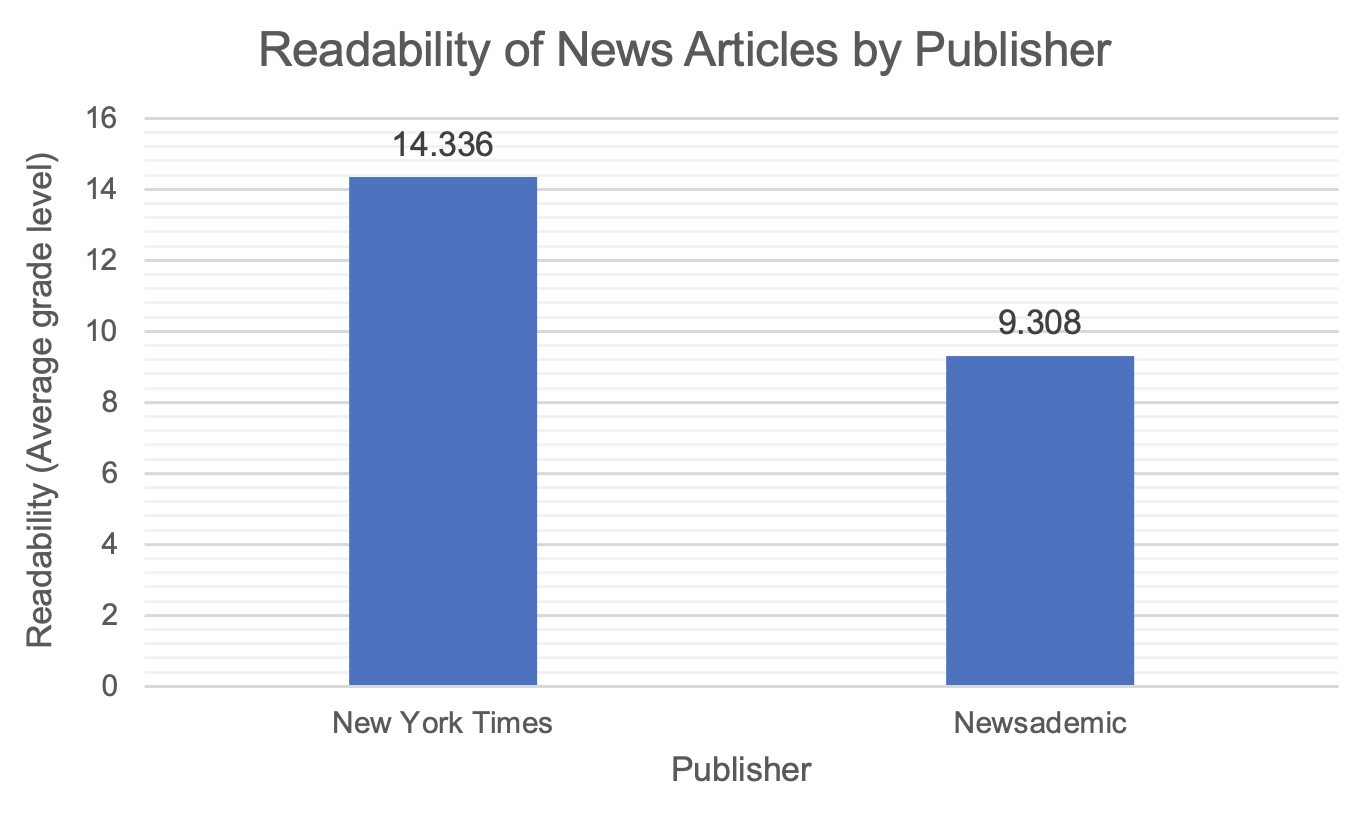 Readability of News Articles by Publisher
Readability (Average grade level)
16
14
12
10
8
6
4
2
0
14.336
9.308
New York Times
Newsademic
Publisher